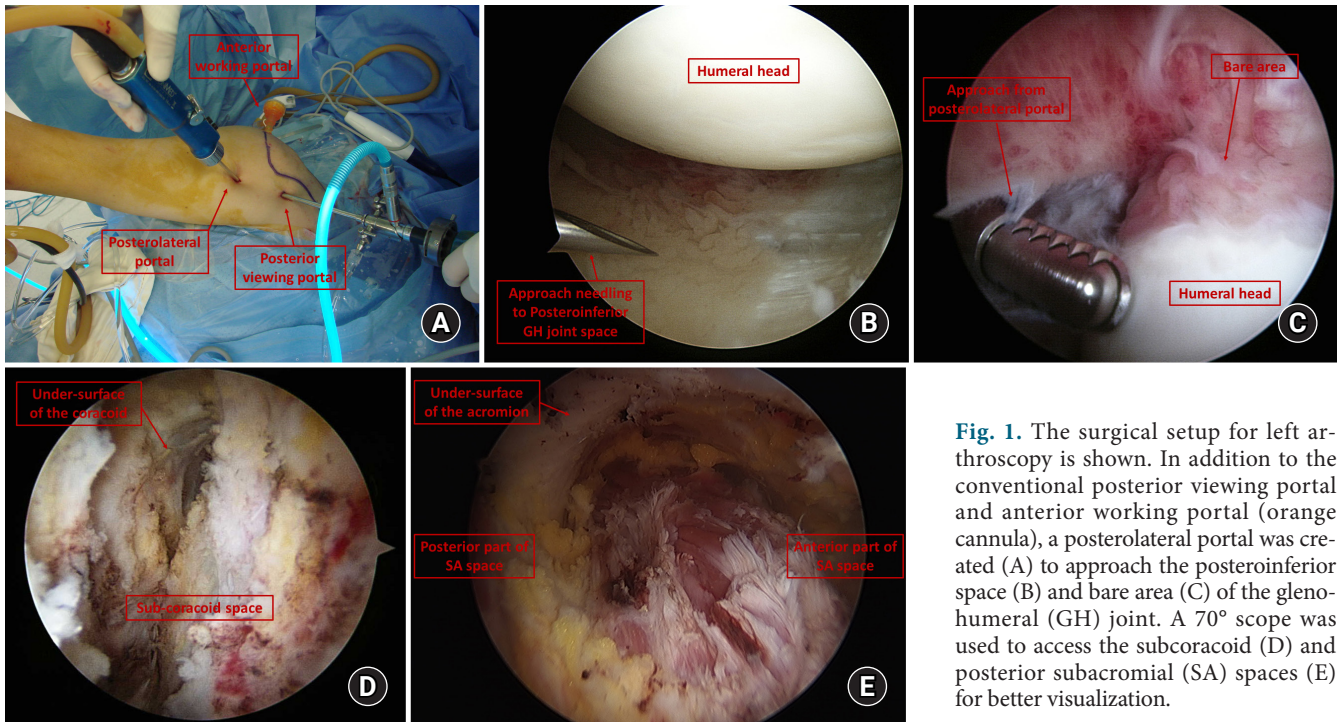 Anterior
working portal
Posterolateral
portal
Posterior
viewing portal
A
Humeral head
Approach needling
to Posteroinferior
GH joint space
B
Bare area
Approach from
posterolateral portal
Humeral head
C
Under-surface
of the coracoid
Sub-coracoid space
D
Under-surface
of the acromion
Posterior part of
SA space
Anterior part of
SA space
E
Fig. 1. The surgical setup for left ar-
throscopy is shown. In addition to the
conventional posterior viewing portal
and anterior working portal (orange
cannula), a posterolateral portal was cre-
ated (A) to approach the posteroinferior
space (B) and bare area (C) of the gleno-
humeral (GH) joint. A 70° scope was
used to access the subcoracoid (D) and
posterior subacromial (SA) spaces (E)
for better visualization.